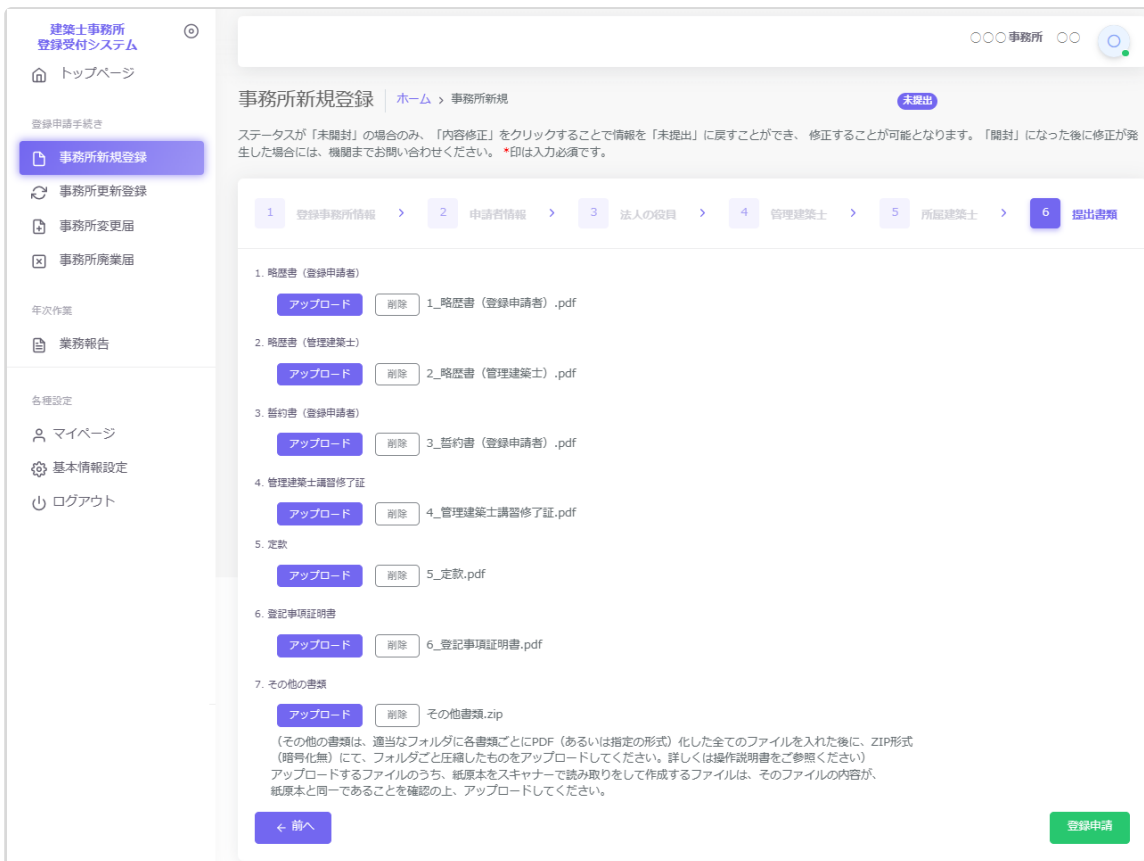 建築士事務所
登録受付システム
トップページ
登録申請手続き
事務所新規登録
事務所更新登録
事務所変更届
事務所廃業届
年次作業
業務報告
各種設定
マイページ
基本情報設定
ログアウト
○○○事務所 ○○
○
事務所新規登録 ホーム > 事務所新規 未提出
ステータスが「未開封」の場合のみ、「内容修正」をクリックすることで情報を「未提出」に戻すことができ、 修正することが可能となります。「開封」になった後に修正が発
生した場合には、機関までお問い合わせください。 *印は入力必須です。
1 登録事務所情報 > 2 申請者情報 > 3 法人の役員 > 4 管理建築士 > 5 所属建築士 > 6 提出書類
1. 略歴書（登録申請者）
アップロード 削除 1_略歴書（登録申請者）.pdf
2. 略歴書（管理建築士）
アップロード 削除 2_略歴書（管理建築士）.pdf
3. 誓約書（登録申請者）
アップロード 削除 3_誓約書（登録申請者）.pdf
4. 管理建築士講習修了証
アップロード 削除 4_管理建築士講習修了証.pdf
5. 定款
アップロード 削除 5_定款.pdf
6. 登記事項証明書
アップロード 削除 6_登記事項証明書.pdf
7. その他の書類
アップロード 削除 その他書類.zip
（その他の書類は、適当なフォルダに各書類ごとにPDF（あるいは指定の形式）化した全てのファイルを入れた後に、ZIP形式
（暗号化無）にて、フォルダごと圧縮したものをアップロードしてください。詳しくは操作説明書をご参照ください）
アップロードするファイルのうち、紙原本をスキャナーで読み取りをして作成するファイルは、そのファイルの内容が、
紙原本と同一であることを確認の上、アップロードしてください。
← 前へ 登録申請